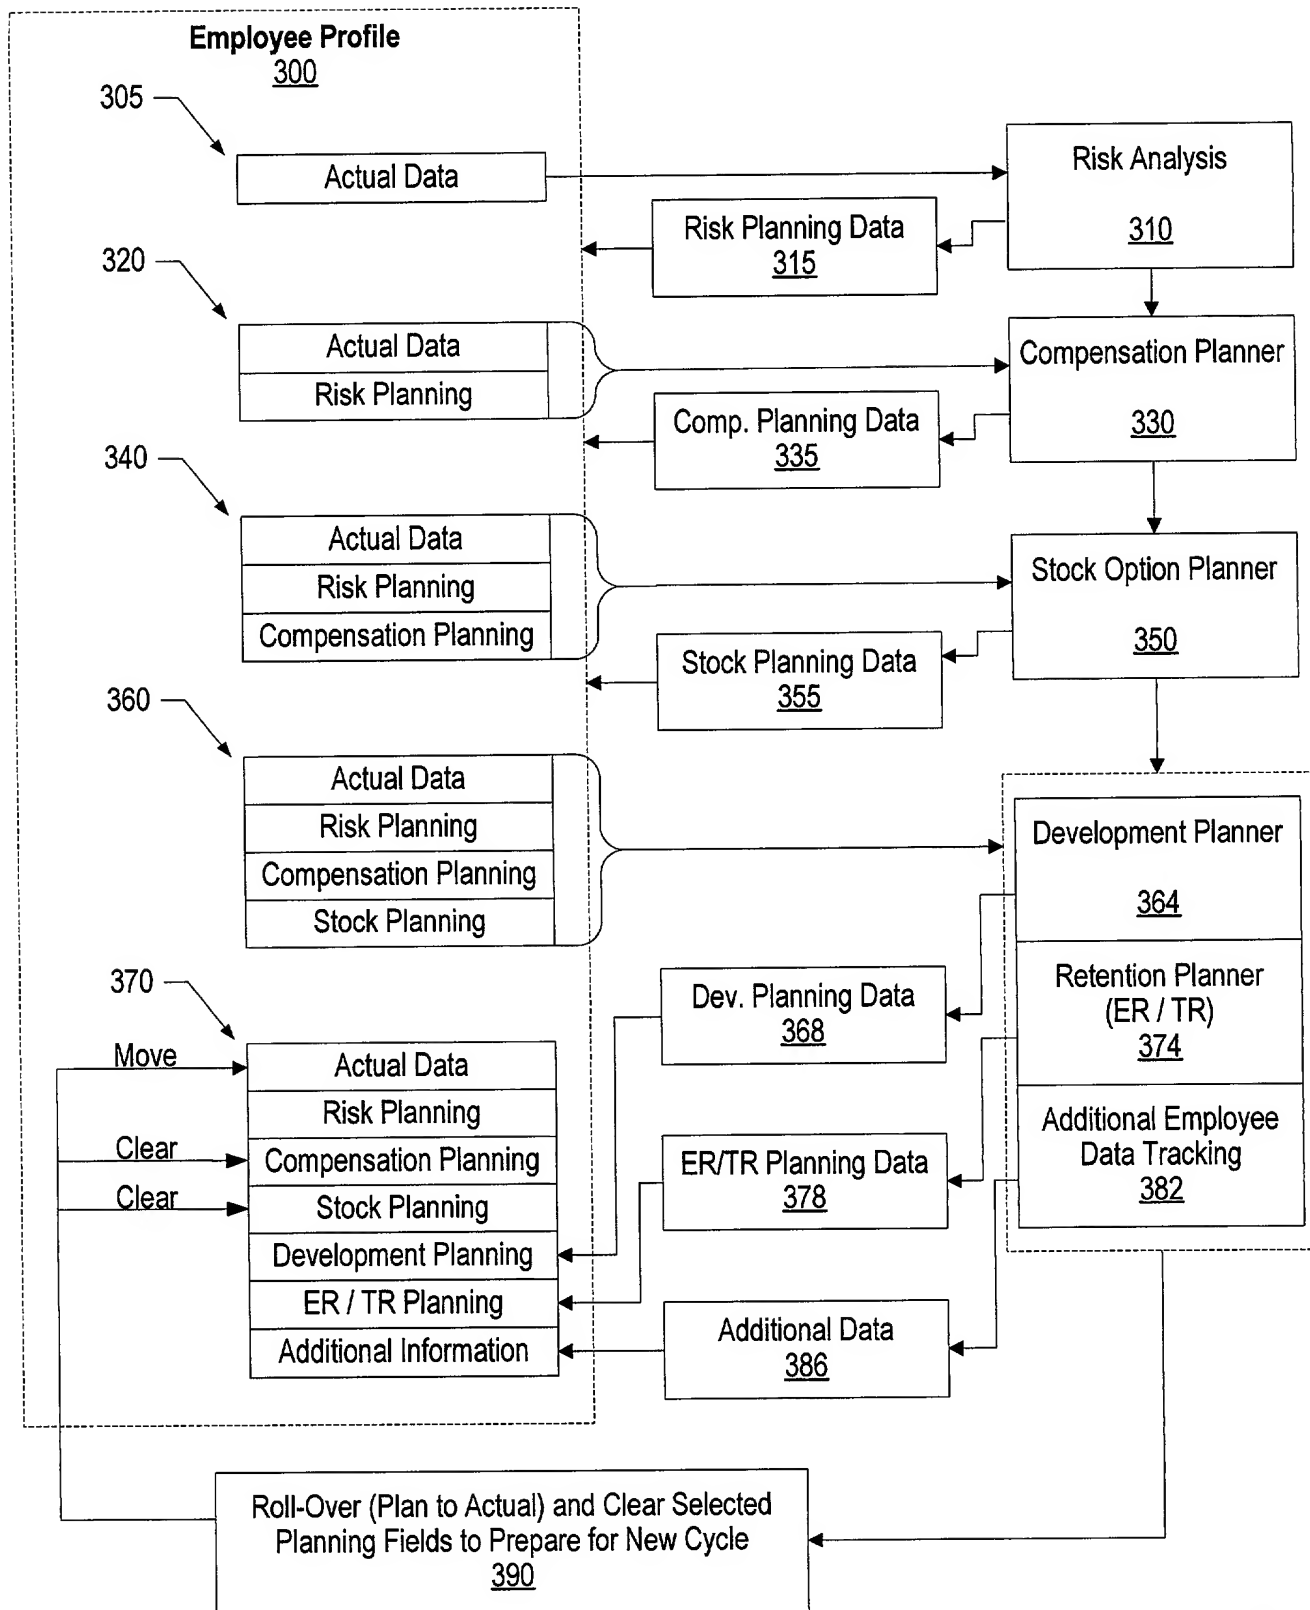 Employee Profile
300
305
Actual Data
Risk Analysis
310
Risk Planning Data
315
320
Actual Data
Risk Planning
Compensation Planner
330
Comp. Planning Data
335
340
Actual Data
Risk Planning
Compensation Planning
Stock Option Planner
350
Stock Planning Data
355
360
Actual Data
Risk Planning
Compensation Planning
Stock Planning
Development Planner
364
Retention Planner
(ER / TR)
374
Additional Employee
Data Tracking
382
Dev. Planning Data
368
ER/TR Planning Data
378
Additional Data
386
370
Move
Clear
Clear
Actual Data
Risk Planning
Compensation Planning
Stock Planning
Development Planning
ER / TR Planning
Additional Information
Roll-Over (Plan to Actual) and Clear Selected
Planning Fields to Prepare for New Cycle
390